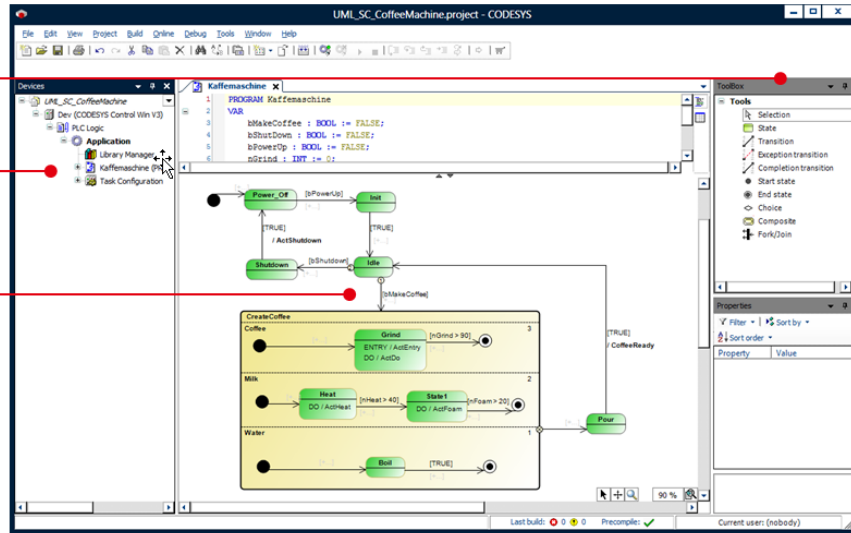 UML_SC_CoffeeMachine.project - CODESYS
File Edit View Project Build Online Debug Tools Window Help
Devices
UML_SC_CoffeeMachine
Dev (CODESYS Control Win V3)
PLC Logic
Application
Library Manager
Kaffemaschine
Task Configuration
Kaffemaschine
1 PROGRAM Kaffemaschine
2 VAR
3 bMakeCoffee : BOOL := FALSE;
4 bShutDown : BOOL := FALSE;
5 bPowerUp : BOOL := FALSE;
6 nGrind : INT := 0;
Power_Off
[bPowerUp]
Init
[TRUE]
/ ActShutdown
[TRUE]
Shutdown
[bShutdown]
Idle
[bMakeCoffee]
CreateCoffee
Coffee
3
Grind
ENTRY / ActEntry
DO / ActDo
[nGrind > 90]
Milk
2
Heat
DO / ActHeat
[nHeat > 40]
State1
DO / ActFoam
[nFoam > 20]
Water
1
Boil
[TRUE]
[TRUE]
/ CoffeeReady
Pour
90 %
ToolBox
Tools
Selection
State
Transition
Exception transition
Completion transition
Start state
End state
Choice
Composite
Fork/Join
Properties
Filter
Sort by
Sort order
Property Value
Last build: 0 0 Precompile:
Current user: (nobody)